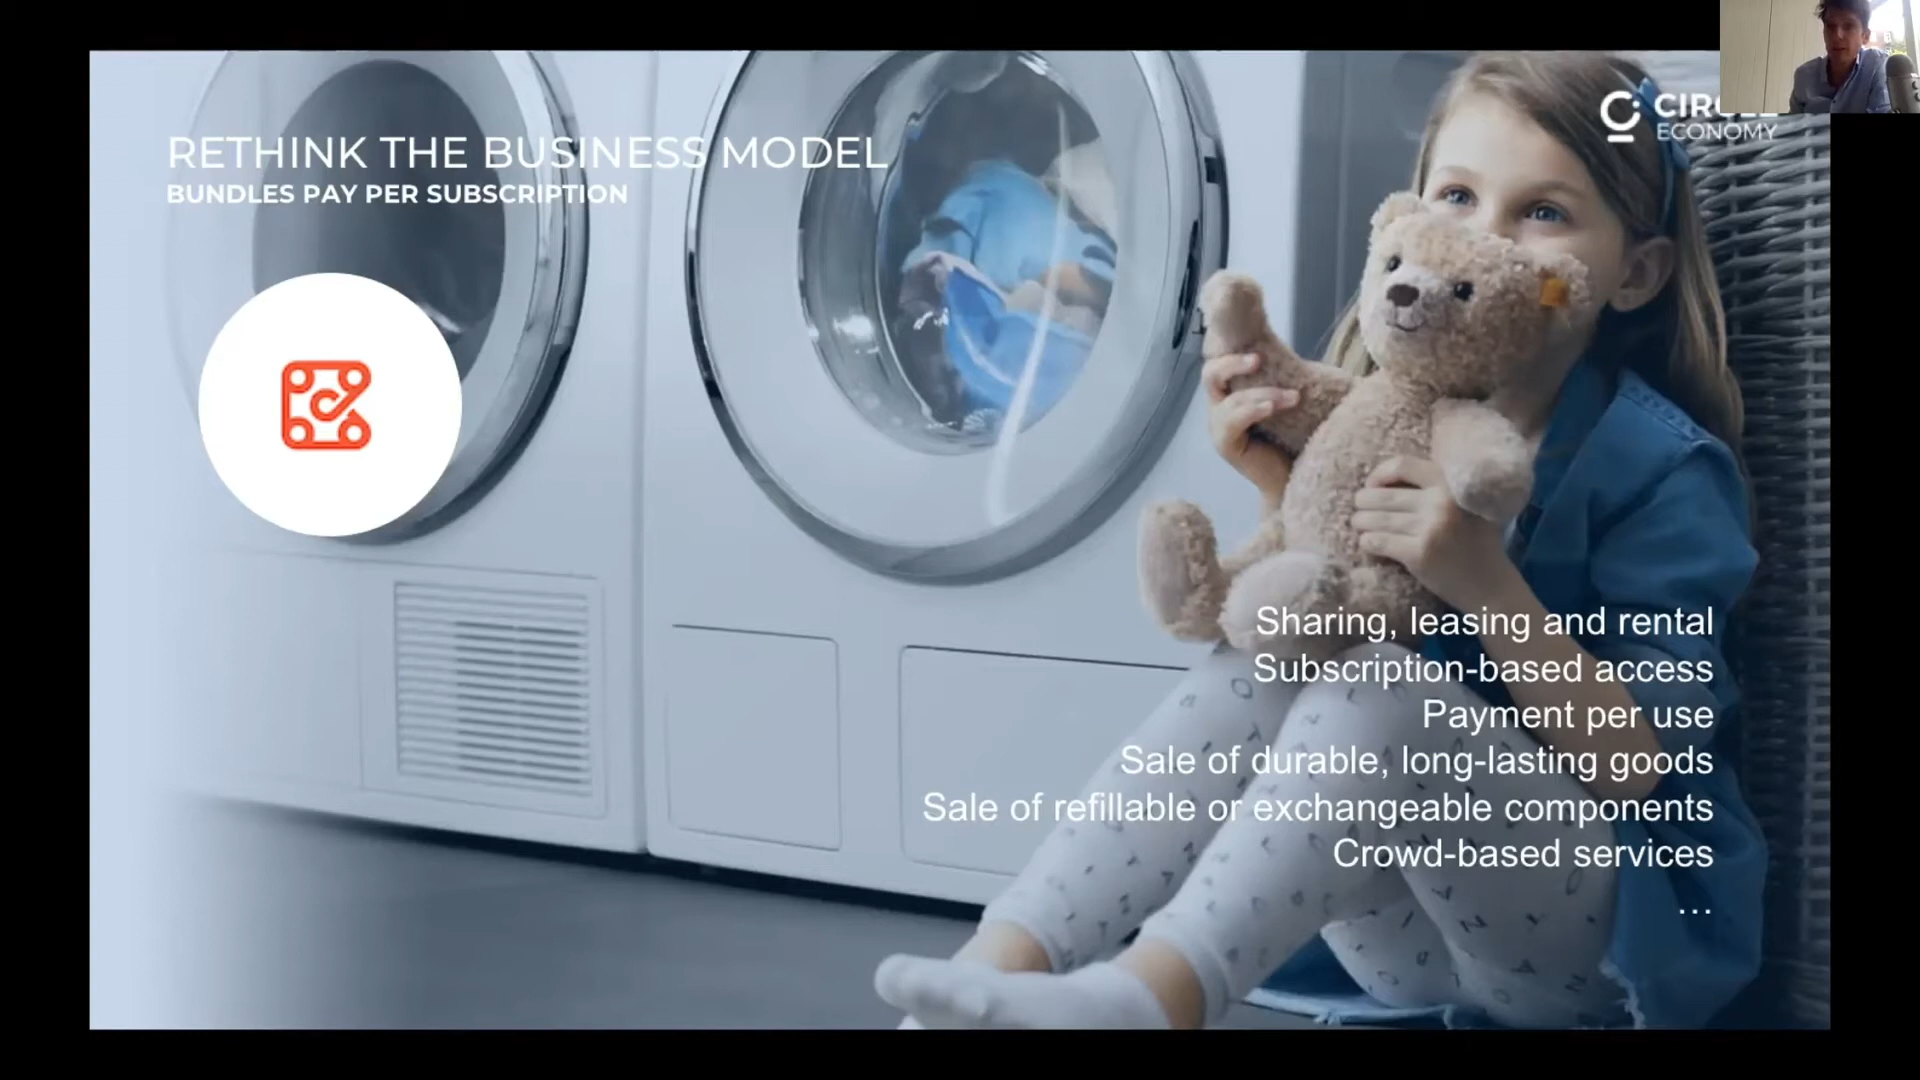 RETHINK THE BUSINESS MODEL
BUNDLES PAY PER SUBSCRIPTION
ECONOMY
Sharing, leasing and rental
Subscription-based access
Payment per use
Sale of durable, long-lasting goods
Sale of refillable or exchangeable components
Crowd-based services
...